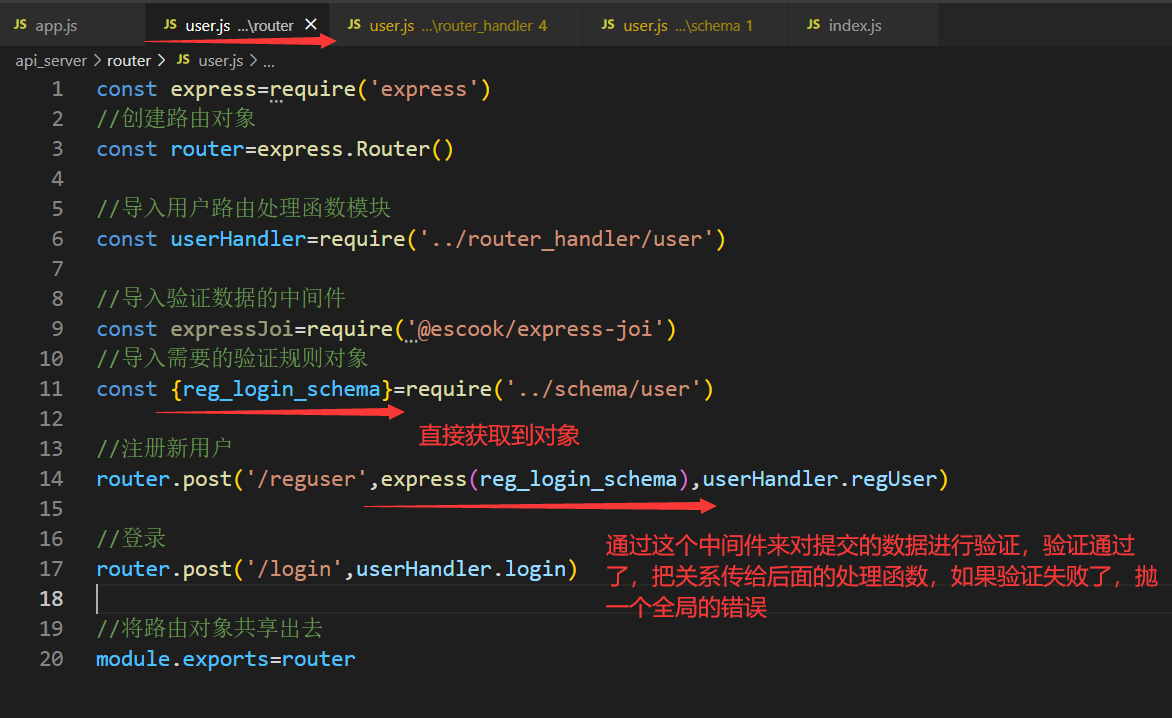 JS app.js JS user.js ...\router × JS user.js ...\router_handler 4 JS user.js ...\schema 1 JS index.js
api_server > router > JS user.js > ...
1 const express=require('express')
2 //创建路由对象
3 const router=express.Router()
4
5 //导入用户路由处理函数模块
6 const userHandler=require('../router_handler/user')
7
8 //导入验证数据的中间件
9 const expressJoi=require('@escook/express-joi')
10 //导入需要的验证规则对象
11 const {reg_login_schema}=require('../schema/user')
12
直接获取到对象
13 //注册新用户
14 router.post('/reguser',express(reg_login_schema),userHandler.regUser)
15
16 //登录
17 router.post('/login',userHandler.login)
通过这个中间件来对提交的数据进行验证，验证通过
了，把关系传给后面的处理函数，如果验证失败了，抛
一个全局的错误
18
19 //将路由对象共享出去
20 module.exports=router